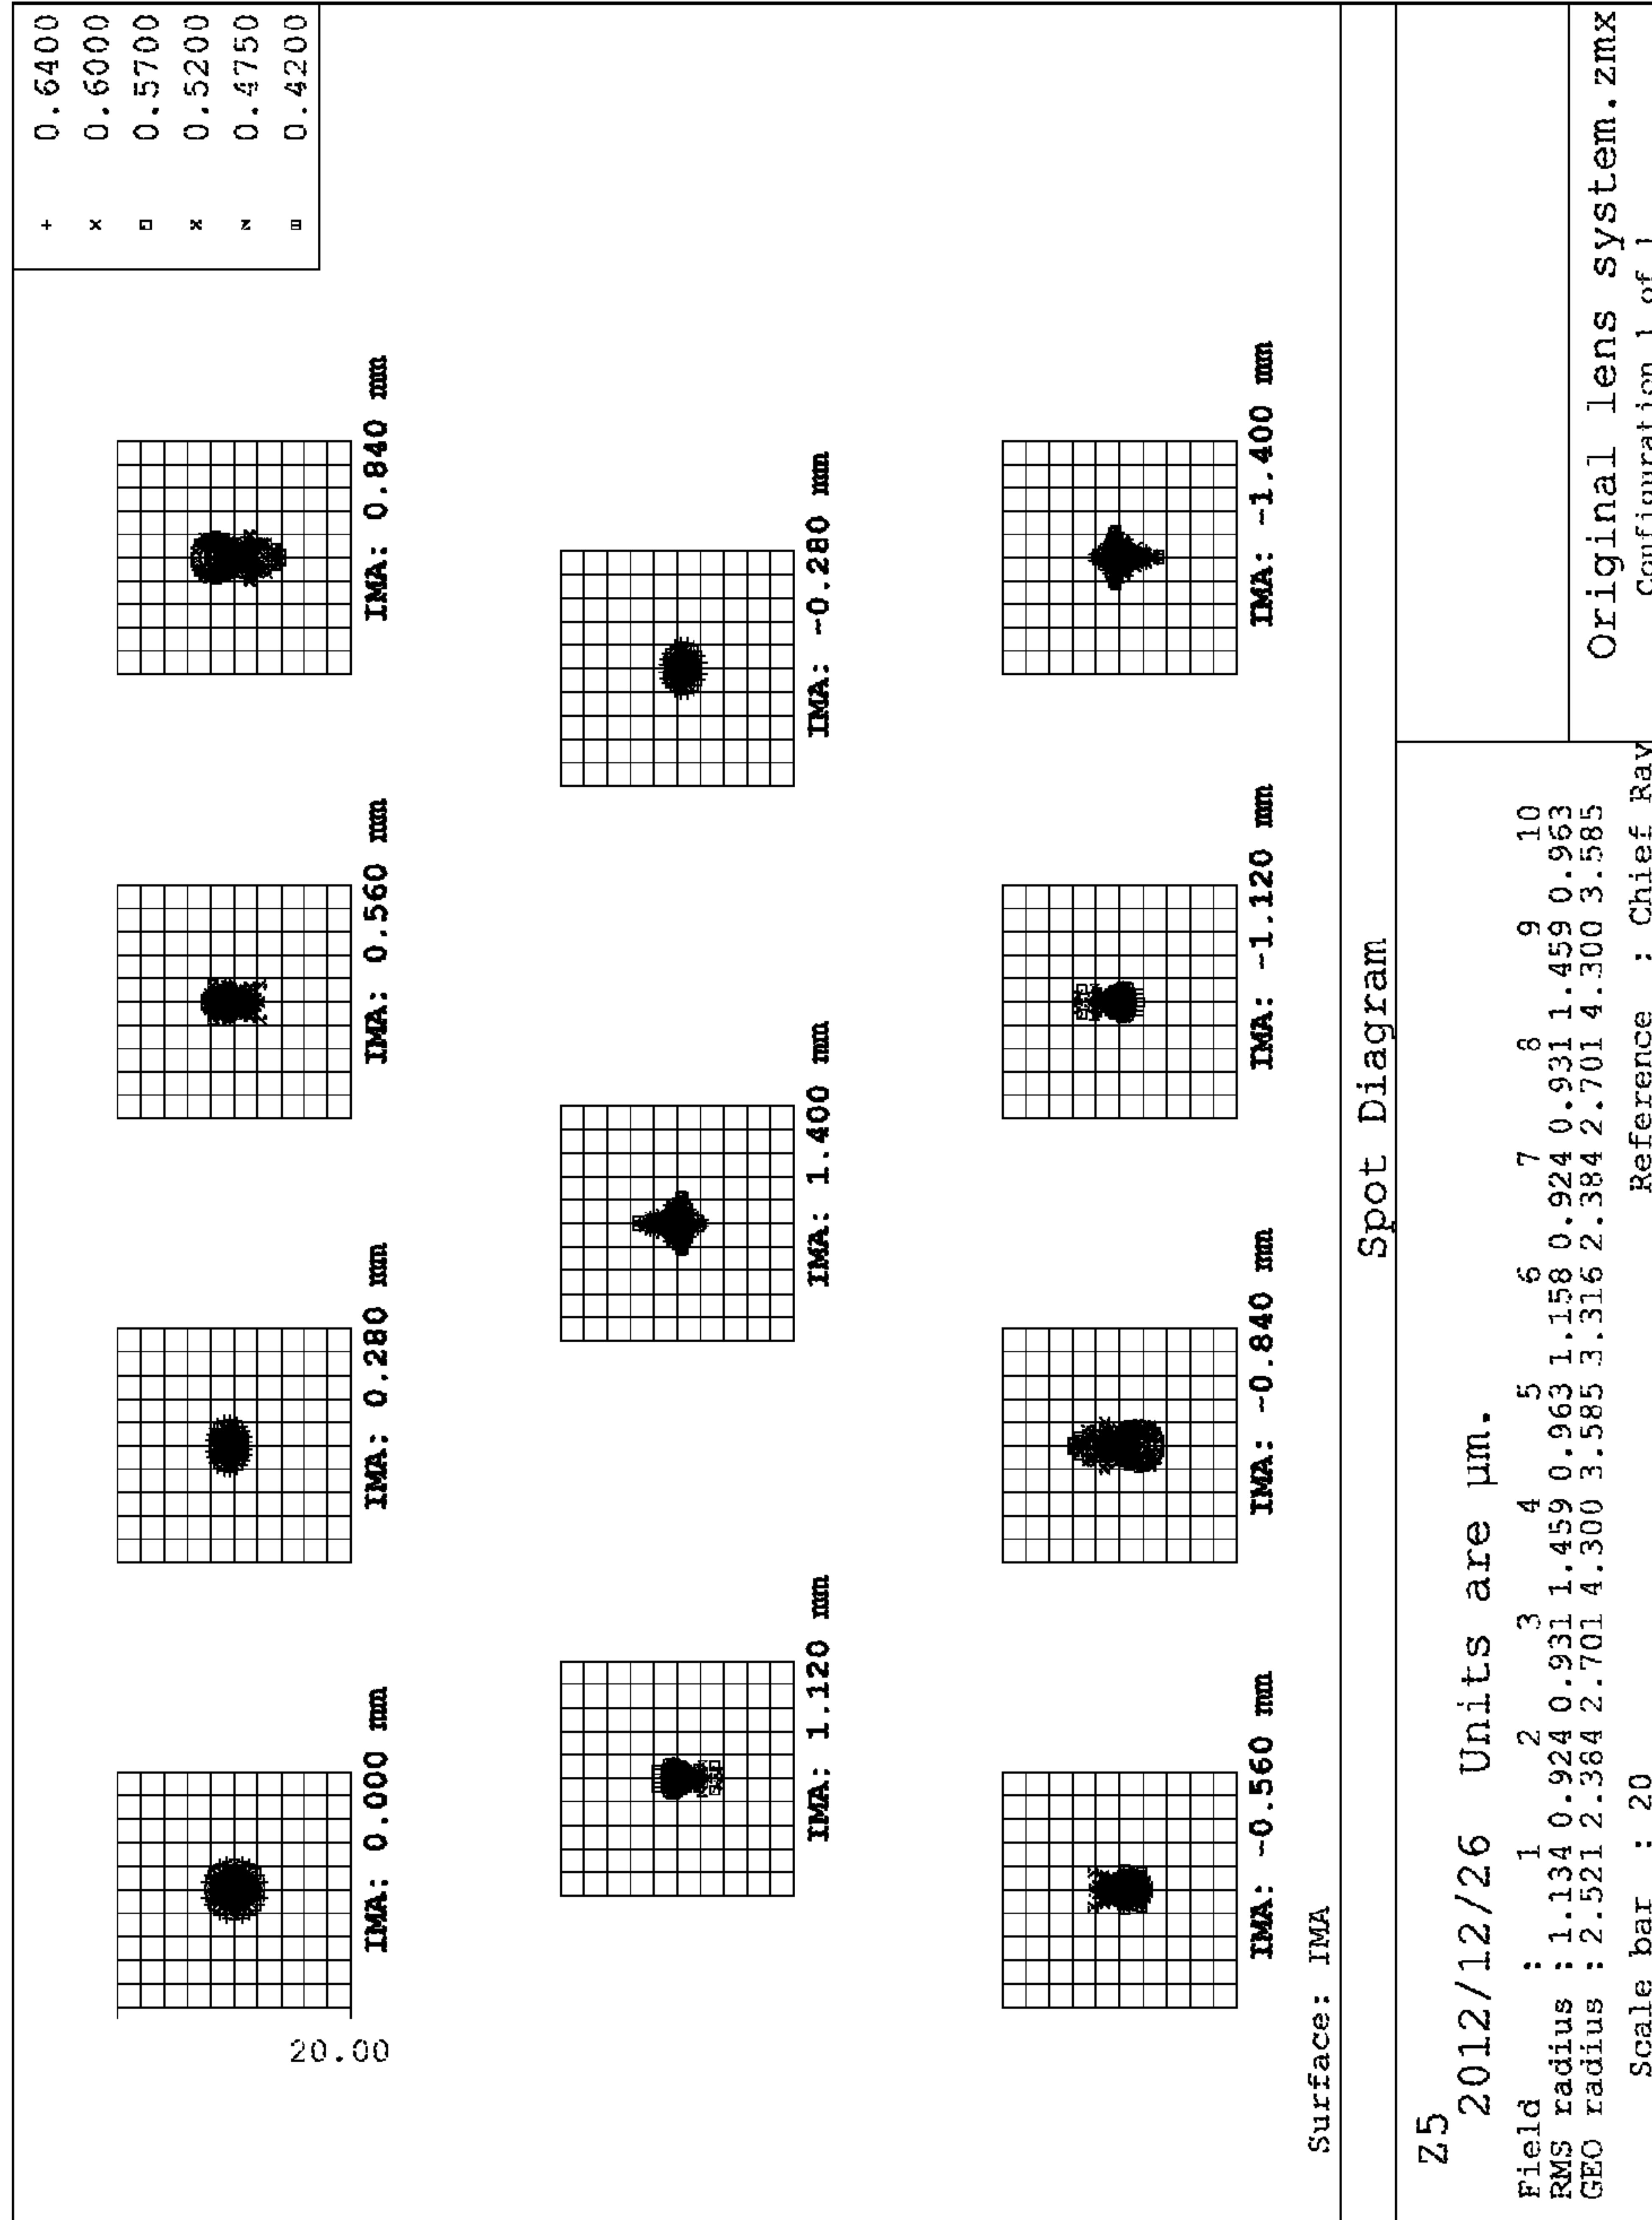 + 0.6400
× 0.6000
□ 0.5700
× 0.5200
0.4750
⊞ 0.4200
20.00
IMA: 0.000 mm
IMA: 0.280 mm
IMA: 0.560 mm
IMA: 0.840 mm
IMA: 1.120 mm
IMA: 1.400 mm
IMA: -0.280 mm
IMA: -0.560 mm
IMA: -0.840 mm
IMA: -1.120 mm
IMA: -1.400 mm
Surface: IMA
Spot Diagram
Z5
2012/12/26 Units are µm.
Field : 1 2 3 4 5 6 7 8 9 10
RMS radius : 1.134 0.924 0.931 1.459 0.963 1.158 0.924 0.931 1.459 0.963
GEO radius : 2.521 2.384 2.701 4.300 3.585 3.316 2.384 2.701 4.300 3.585
Scale bar : 20 Reference : Chief Ray
Original lens system.zmx
Configuration 1 of 1